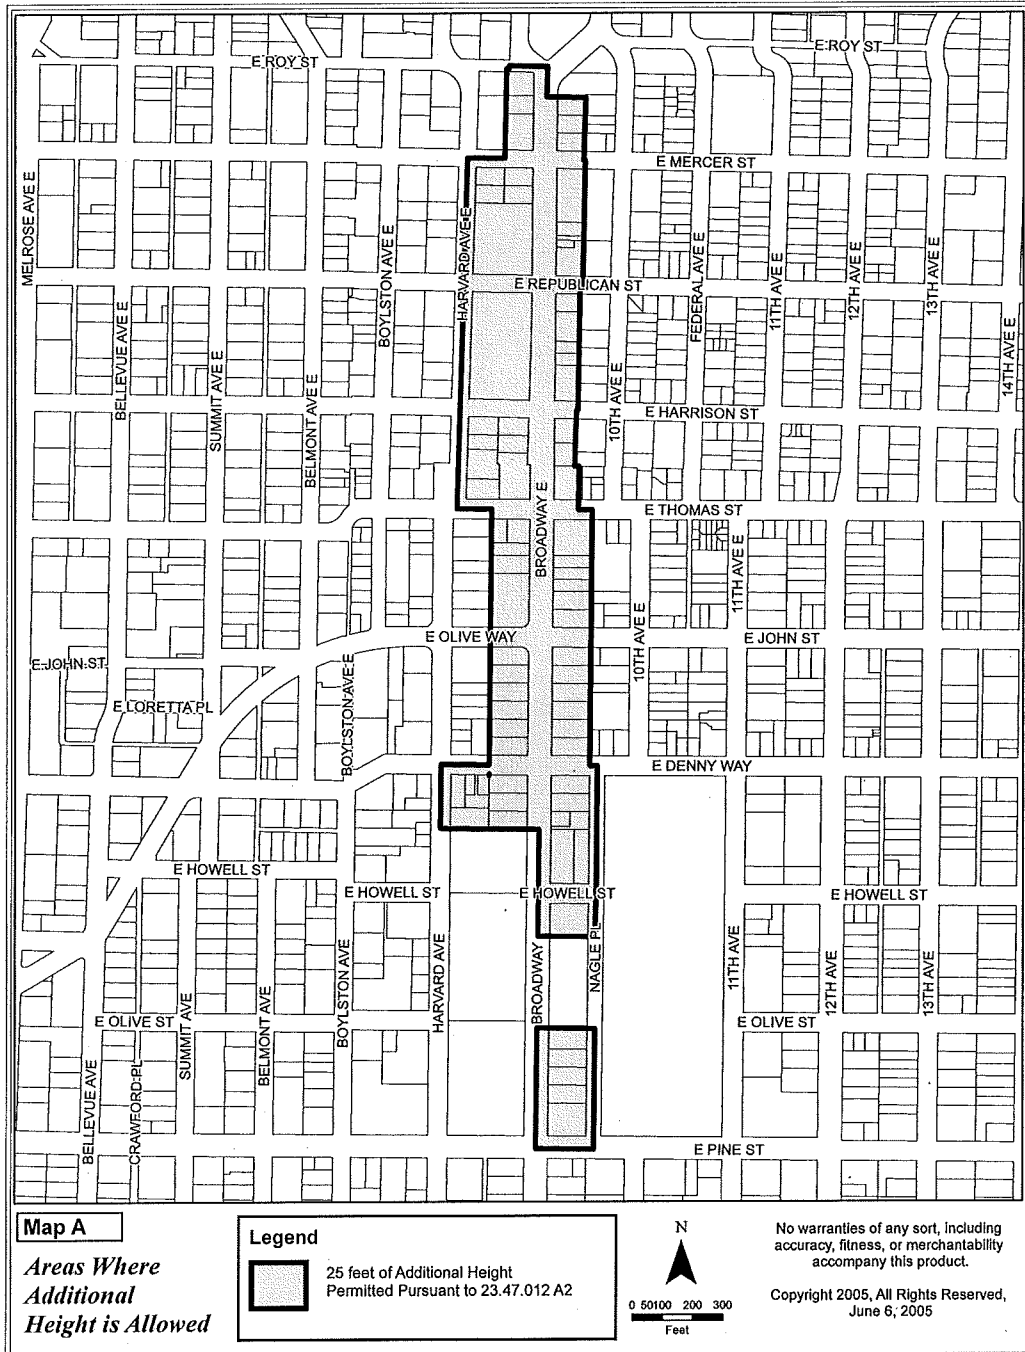 E ROY ST
E ROY ST
E MERCER ST
MELROSE AVE E
HARVARD AVE E
BOYLSTON AVE E
FEDERAL AVE E
11TH AVE E
12TH AVE E
13TH AVE E
E REPUBLICAN ST
BELLEVUE AVE E
SUMMIT AVE E
BELMONT AVE E
10TH AVE E
14TH AVE E
E HARRISON ST
BROADWAY E
E THOMAS ST
11TH AVE E
E OLIVE WAY
10TH AVE E
E JOHN ST
E JOHN ST
E LORETTA PL
BOYLSTON AVE E
E DENNY WAY
E HOWELL ST
E HOWELL ST
E HOWELL ST
E HOWELL ST
BROADWAY
NAGLE PL
HARVARD AVE
BOYLSTON AVE
11TH AVE
12TH AVE
13TH AVE
E OLIVE ST
SUMMIT AVE
BELMONT AVE
E OLIVE ST
BELLEVUE AVE
CRAWFORD PL
E PINE ST
Map A
Areas Where
Additional
Height is Allowed
Legend
25 feet of Additional Height
Permitted Pursuant to 23.47.012 A2
N
0 50100 200 300
Feet
No warranties of any sort, including
accuracy, fitness, or merchantability
accompany this product.
Copyright 2005, All Rights Reserved,
June 6, 2005